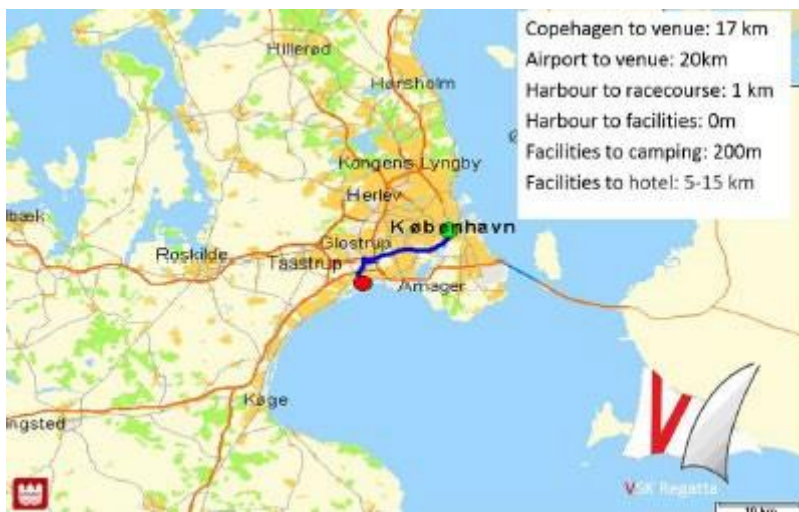 Copehagen to venue: 17 km
Airport to venue: 20km
Harbour to racecourse: 1 km
Harbour to facilities: 0m
Facilities to camping: 200m
Facilities to hotel: 5-15 km
Hillerød
Hørsholm
Kongens Lyngby
Herlev
København
Glostrup
Roskilde
Taastrup
Amager
Køge
VSK Regatta
10 km